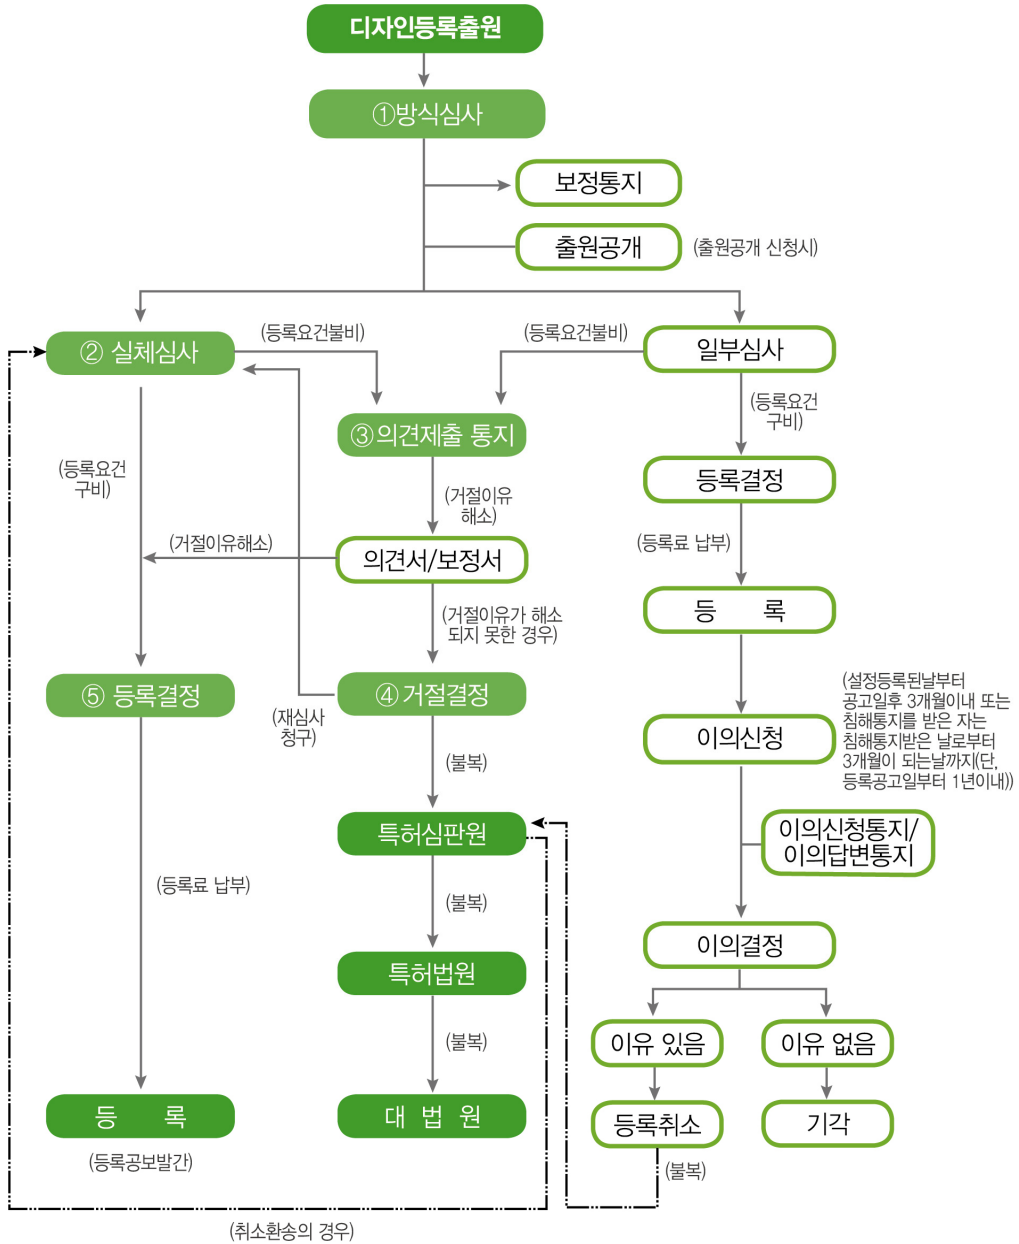 디자인등록출원
①방식심사
보정통지
출원공개 (출원공개 신청시)
② 실체심사
(등록요건불비)
(등록요건불비)
일부심사
(등록요건
구비)
③의견제출 통지
(등록요건
구비)
등록결정
(거절이유
해소)
(거절이유해소)
의견서/보정서
(등록료 납부)
등 록
(거절이유가 해소
되지 못한 경우)
⑤ 등록결정
④ 거절결정
(재심사
청구)
(설정등록된날부터
공고일후 3개월이내 또는
침해통지를 받은 자는
침해통지받은 날로부터
3개월이 되는날까지(단,
등록공고일부터 1년이내))
이의신청
(불복)
특허심판원
이의신청통지/
이의답변통지
(등록료 납부)
(불복)
이의결정
특허법원
(불복)
이유 있음
이유 없음
등 록
대 법 원
등록취소
기각
(등록공보발간)
(불복)
(취소환송의 경우)